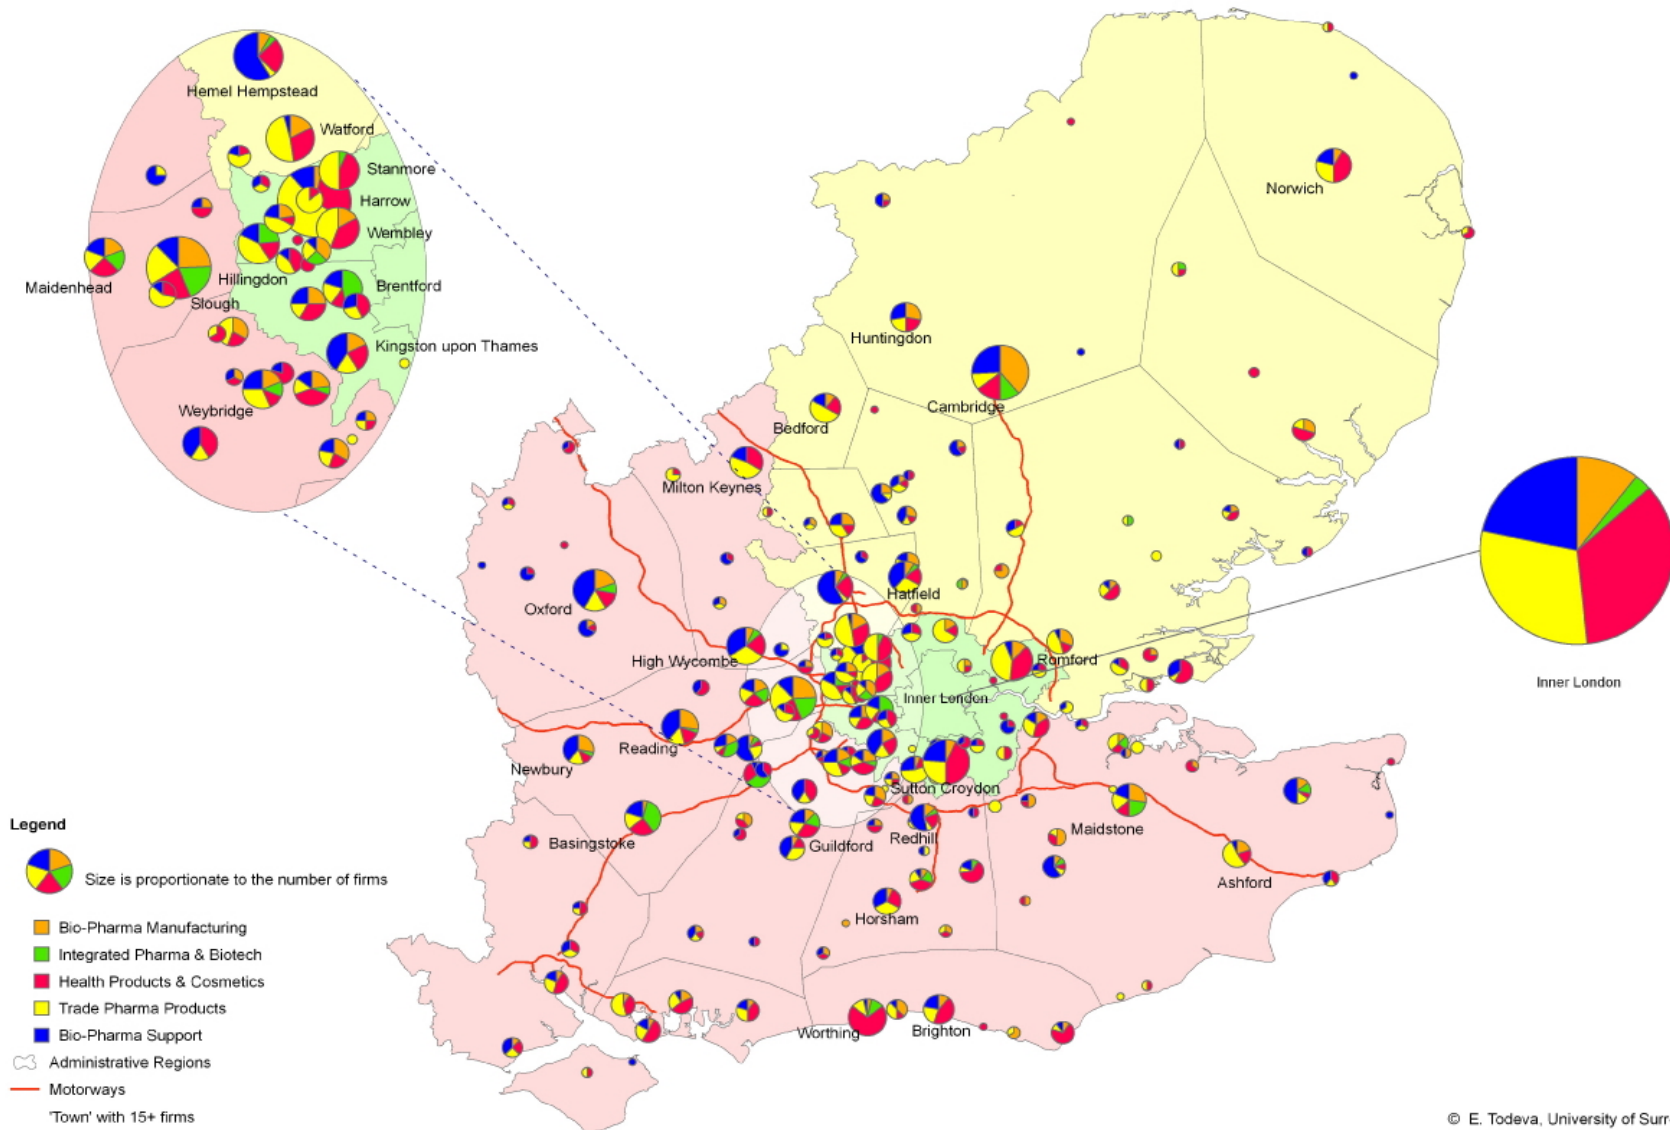 Hemel Hempstead
Watford
Stanmore
Harrow
Wembley
Maidenhead
Hillingdon
Slough
Brentford
Kingston upon Thames
Weybridge
Norwich
Huntingdon
Cambridge
Bedford
Milton Keynes
Hatfield
Oxford
High Wycombe
Romford
Inner London
Inner London
Reading
Newbury
Sutton Croydon
Basingstoke
Guildford
Redhill
Maidstone
Ashford
Horsham
Worthing
Brighton
Legend
Size is proportionate to the number of firms
Bio-Pharma Manufacturing
Integrated Pharma & Biotech
Health Products & Cosmetics
Trade Pharma Products
Bio-Pharma Support
Administrative Regions
Motorways
'Town' with 15+ firms
© E. Todeva, University of Surr